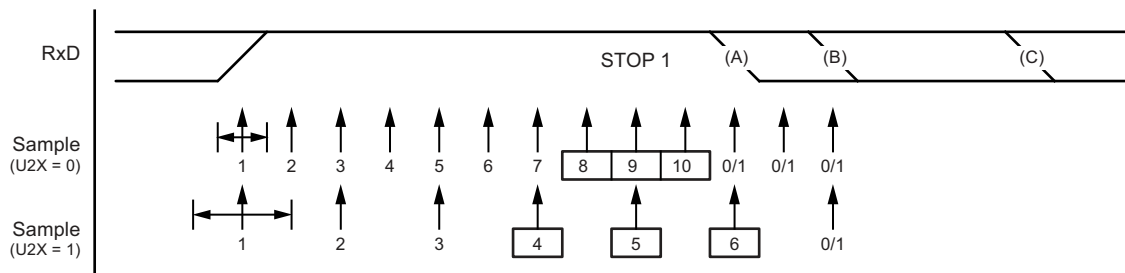 RxD
STOP 1
(A)
(B)
(C)
Sample
(U2X = 0)
1 2 3 4 5 6 7 8 9 10 0/1 0/1 0/1
Sample
(U2X = 1)
1 2 3 4 5 6 0/1